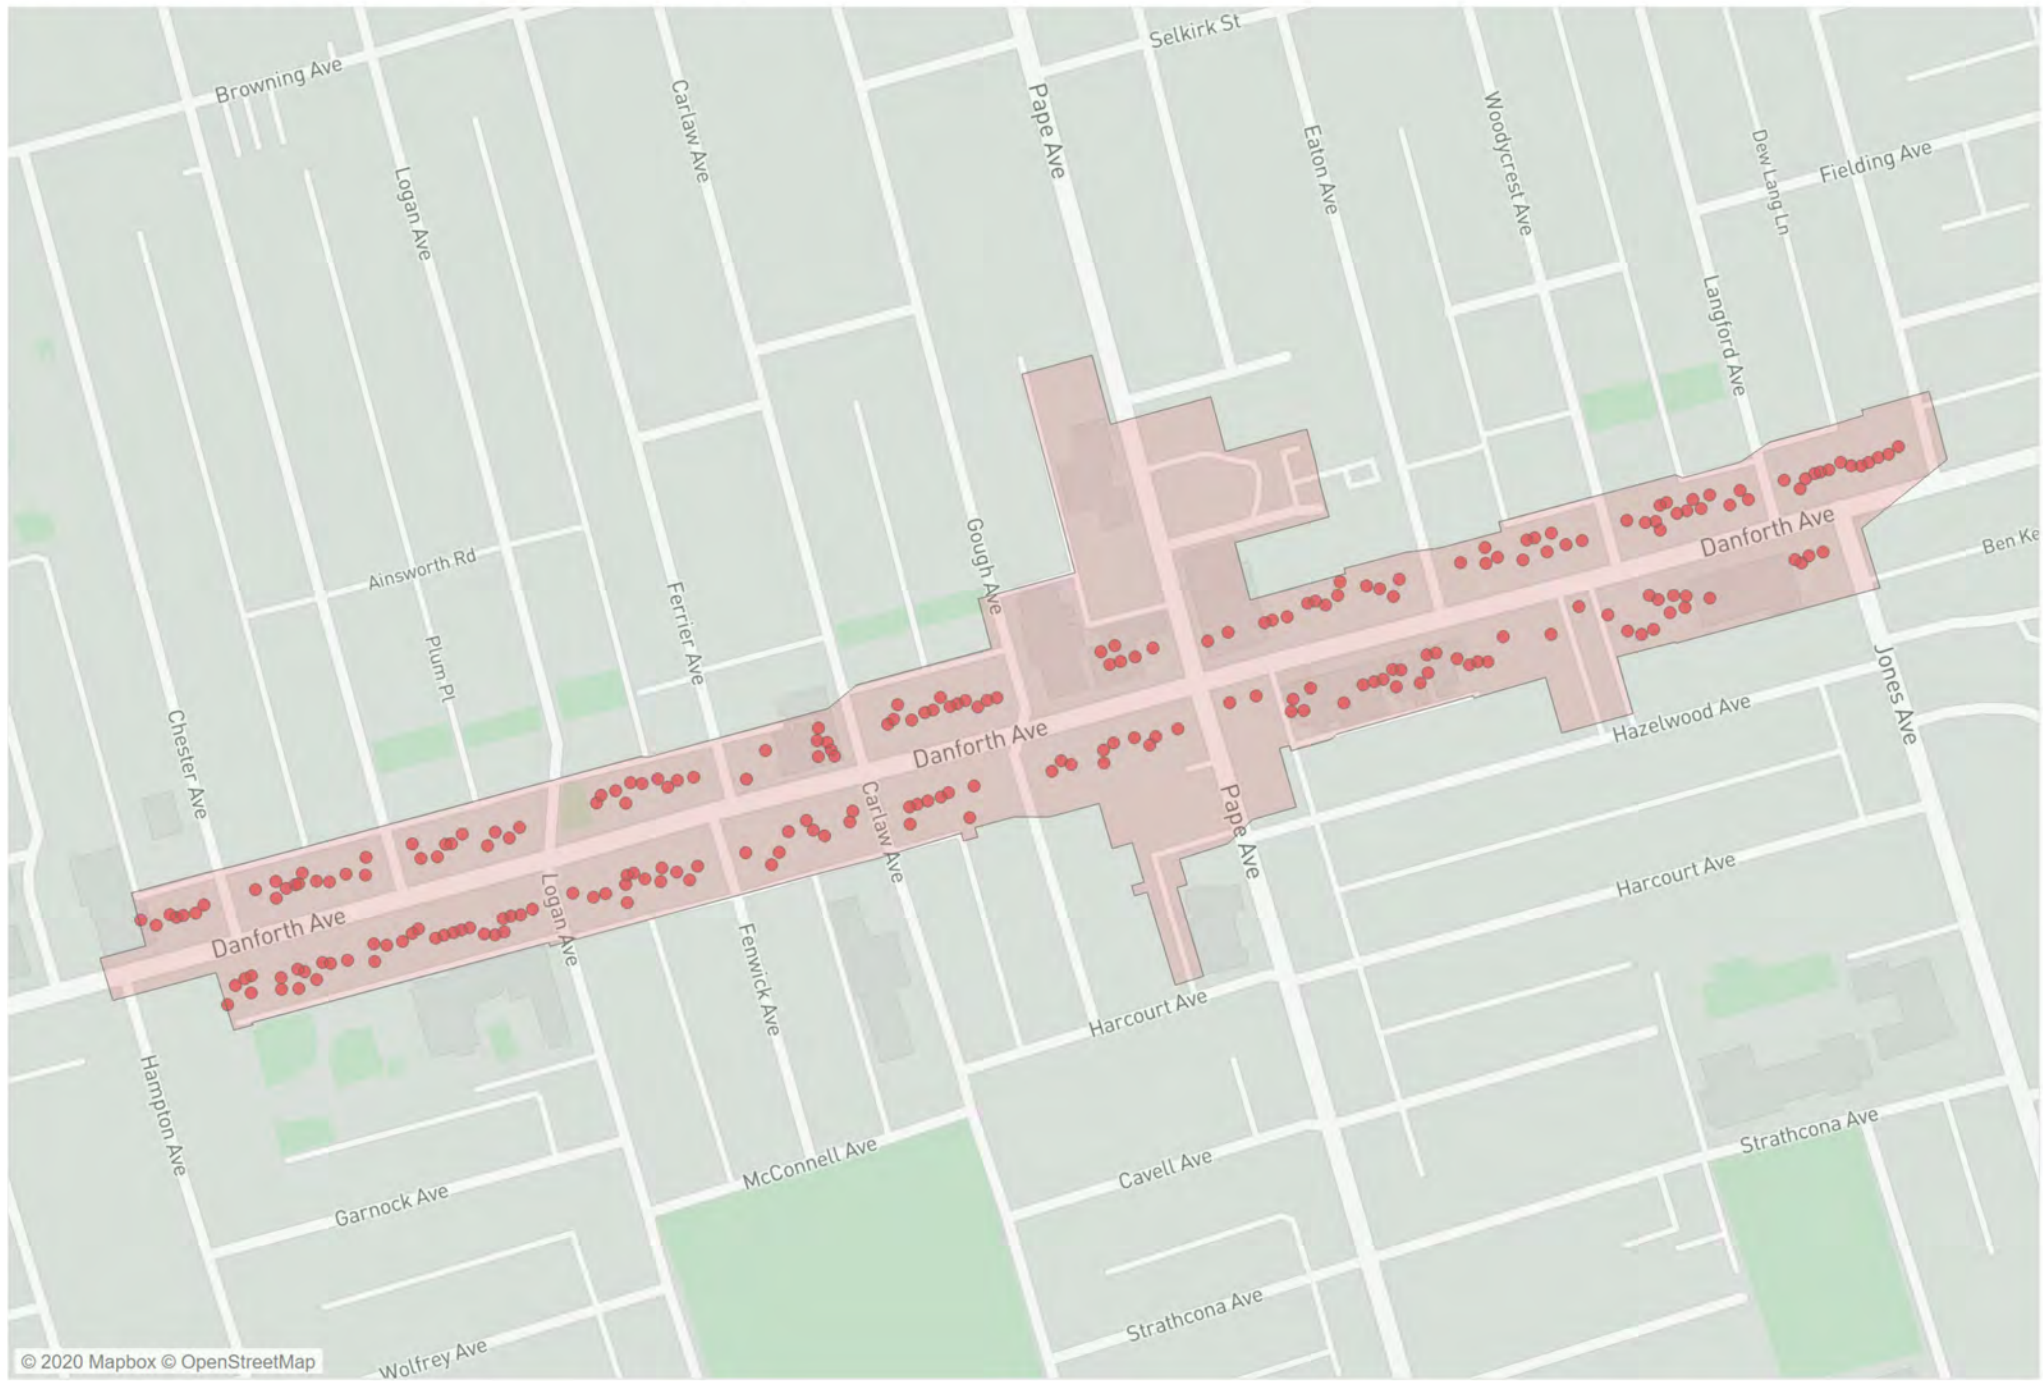 Selkirk St
Browning Ave
Carlaw Ave
Pape Ave
Woodycrest Ave
Eaton Ave
Dew Lang Ln
Fielding Ave
Logan Ave
Langford Ave
Gough Ave
Danforth Ave
Ben Ke
Ainsworth Rd
Ferrier Ave
Plum Pl
Jones Ave
Hazelwood Ave
Chester Ave
Danforth Ave
Carlaw Ave
Pape Ave
Harcourt Ave
Danforth Ave
Logan Ave
Fenwick Ave
Harcourt Ave
Hampton Ave
Strathcona Ave
McConnell Ave
Cavell Ave
Garnock Ave
Strathcona Ave
Wolfrey Ave
© 2020 Mapbox © OpenStreetMap